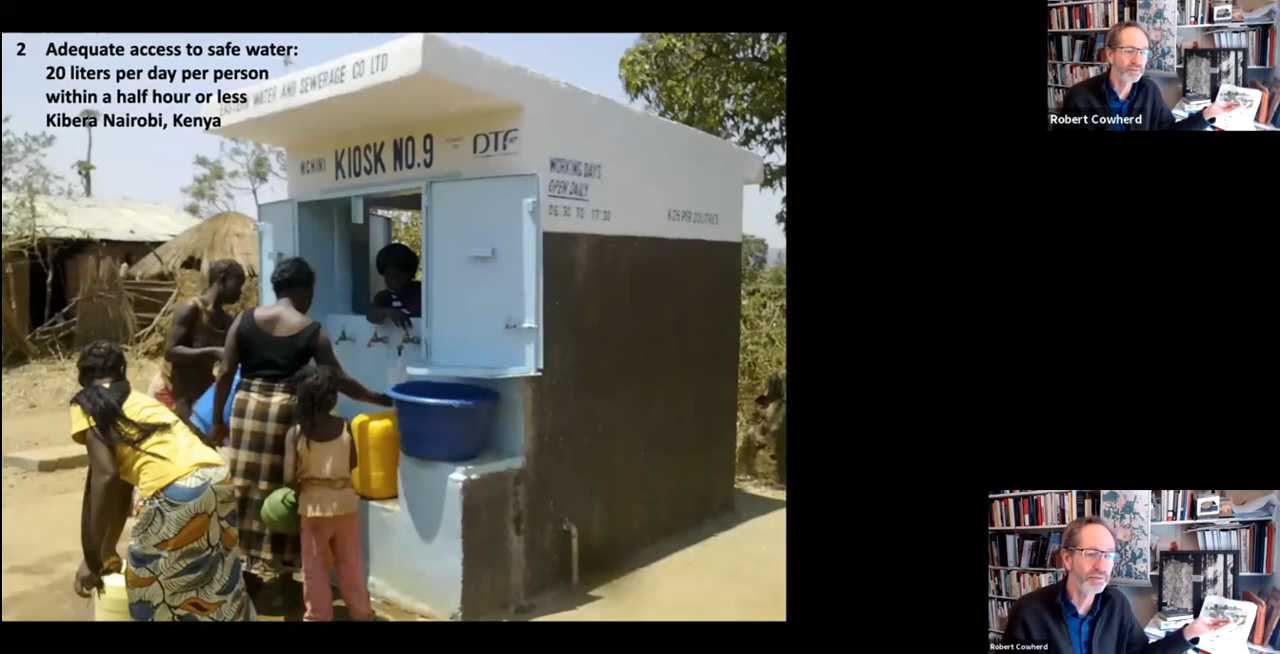 2 Adequate access to safe water:
20 liters per day per person
within a half hour or less
Kibera Nairobi, Kenya
WATER AND SEWERAGE CO LTD
KIOSK NO.9
DTF
WORKING DAYS
OPEN DAILY
06:30 TO 17:30
K25 PER 20LITRES
Robert Cowherd
Robert Cowherd